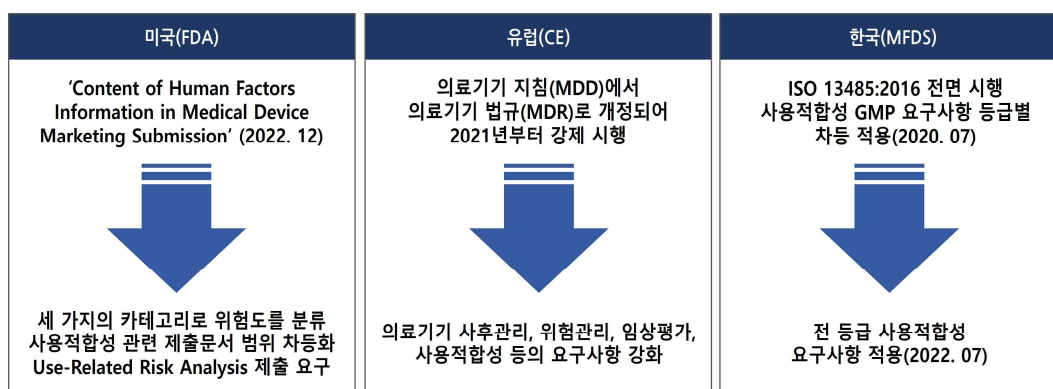 미국(FDA)
‘Content of Human Factors
Information in Medical Device
Marketing Submission’ (2022. 12)
세 가지의 카테고리로 위험도를 분류
사용적합성 관련 제출문서 범위 차등화
Use-Related Risk Analysis 제출 요구
유럽(CE)
의료기기 지침(MDD)에서
의료기기 법규(MDR)로 개정되어
2021년부터 강제 시행
의료기기 사후관리, 위험관리, 임상평가,
사용적합성 등의 요구사항 강화
한국(MFDS)
ISO 13485:2016 전면 시행
사용적합성 GMP 요구사항 등급별
차등 적용(2020. 07)
전 등급 사용적합성
요구사항 적용(2022. 07)